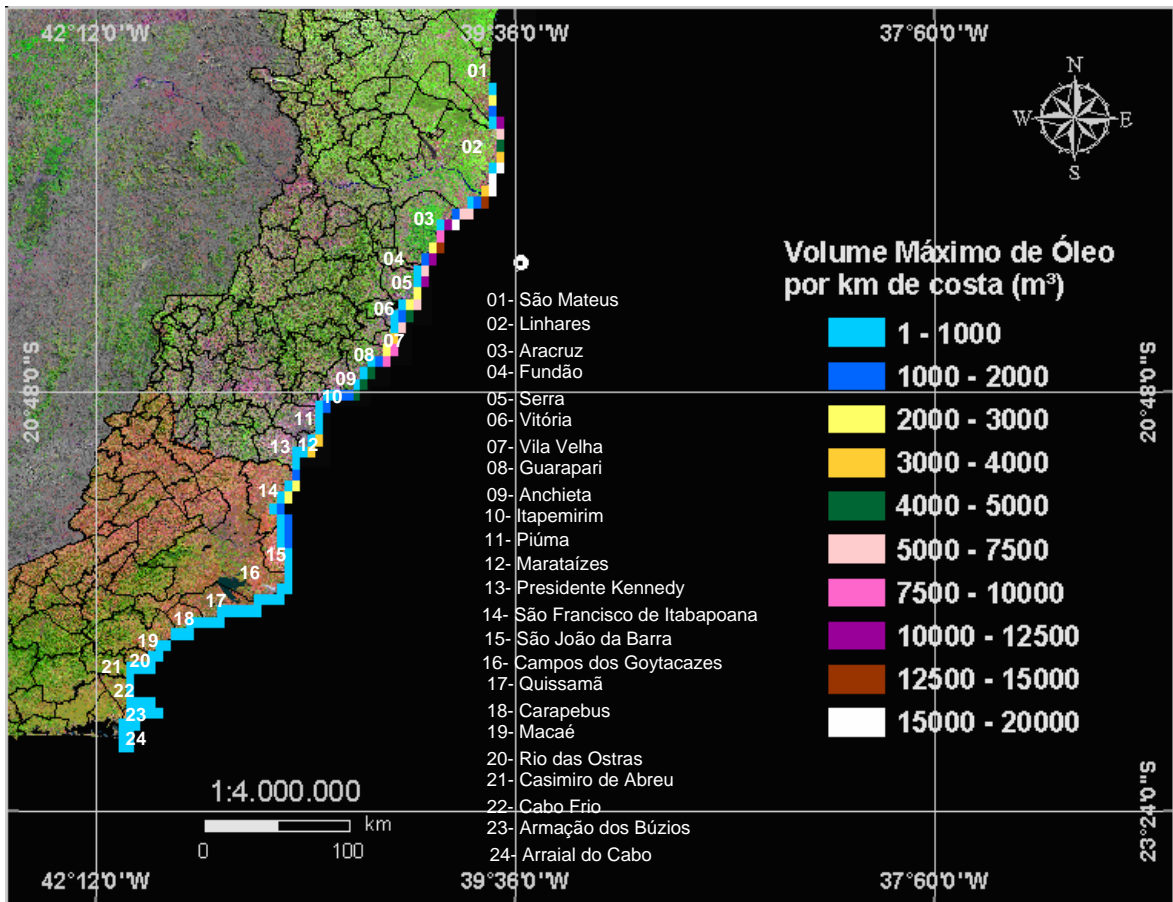 42°12'0"W
39°36'0"W
37°60'0"W
N
W
E
S
01
02
03
04
05
06
07
08
09
10
11
13
12
14
15
16
17
18
19
20
21
22
23
24
Volume Máximo de Óleo
por km de costa (m³)
1 - 1000
1000 - 2000
2000 - 3000
3000 - 4000
4000 - 5000
5000 - 7500
7500 - 10000
10000 - 12500
12500 - 15000
15000 - 20000
01- São Mateus
02- Linhares
03- Aracruz
04- Fundão
05- Serra
06- Vitória
07- Vila Velha
08- Guarapari
09- Anchieta
10- Itapemirim
11- Piúma
12- Marataízes
13- Presidente Kennedy
14- São Francisco de Itabapoana
15- São João da Barra
16- Campos dos Goytacazes
17- Quissamã
18- Carapebus
19- Macaé
20- Rio das Ostras
21- Casimiro de Abreu
22- Cabo Frio
23- Armação dos Búzios
24- Arraial do Cabo
20°48'0"S
20°48'0"S
23°24'0"S
1:4.000.000
km
0
100
42°12'0"W
39°36'0"W
37°60'0"W